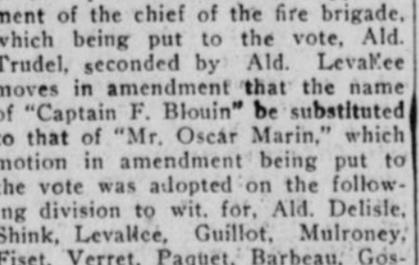 ment of the chief of the fire brigade,
which being put to the vote, Ald.
Trudel, seconded by Ald. Levallee
moves in amendment that the name
of "Captain F. Blouin" be substituted
to that of "Mr. Oscar Marin," which
motion in amendment being put to
the vote was adopted on the follow-
ing division to wit. for, Ald. Delisle,
Shink, Levallee, Guillot, Mulroney,
Fiset, Verret, Paquet, Barbeau, Gos-